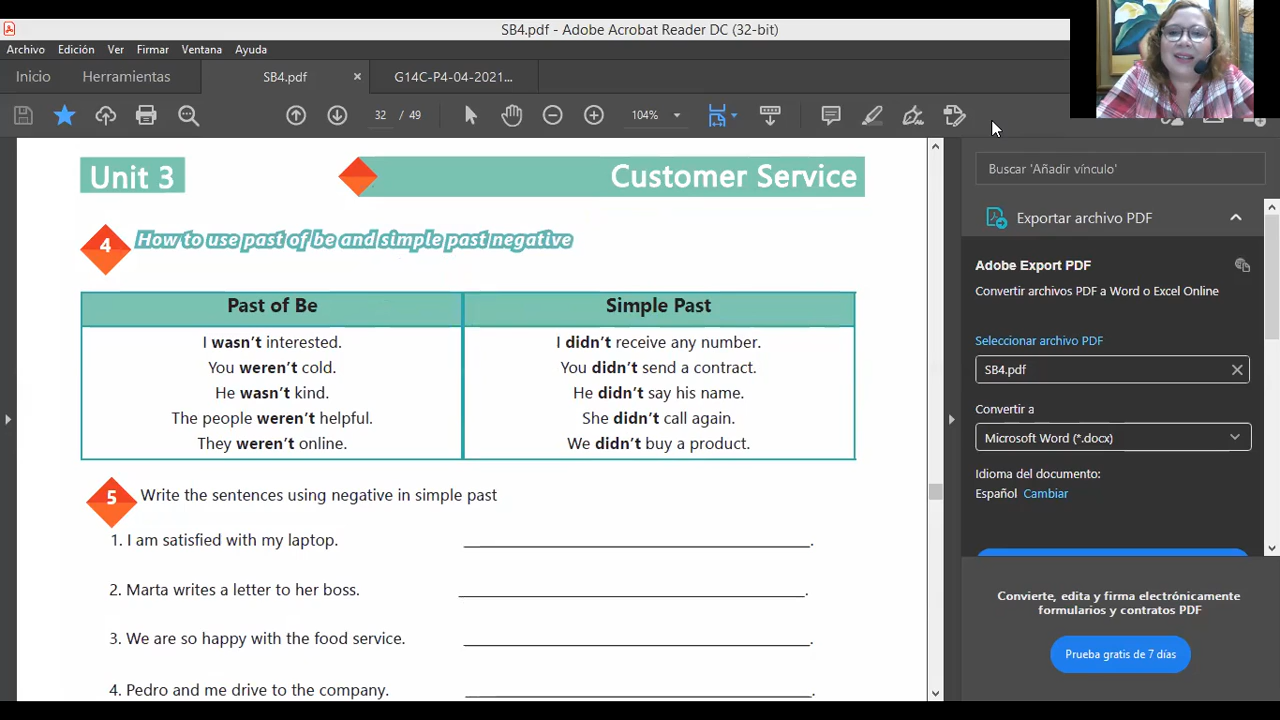 SB4.pdf - Adobe Acrobat Reader DC (32-bit)
Archivo Edición Ver Firmar Ventana Ayuda
Inicio Herramientas SB4.pdf × G14C-P4-04-2021...
32 / 49 104%
Buscar 'Añadir vínculo'
Exportar archivo PDF
Adobe Export PDF
Convertir archivos PDF a Word o Excel Online
Seleccionar archivo PDF
SB4.pdf
Convertir a
Microsoft Word (*.docx)
Idioma del documento:
Español Cambiar
Convierte, edita y firma electrónicamente
formularios y contratos PDF
Prueba gratis de 7 días
Unit 3 Customer Service
4 How to use past of be and simple past negative
Past of Be Simple Past
I wasn't interested. I didn't receive any number.
You weren't cold. You didn't send a contract.
He wasn't kind. He didn't say his name.
The people weren't helpful. She didn't call again.
They weren't online. We didn't buy a product.
5 Write the sentences using negative in simple past
1. I am satisfied with my laptop. ____________________.
2. Marta writes a letter to her boss. ____________________.
3. We are so happy with the food service. ____________________.
4. Pedro and me drive to the company. ____________________.